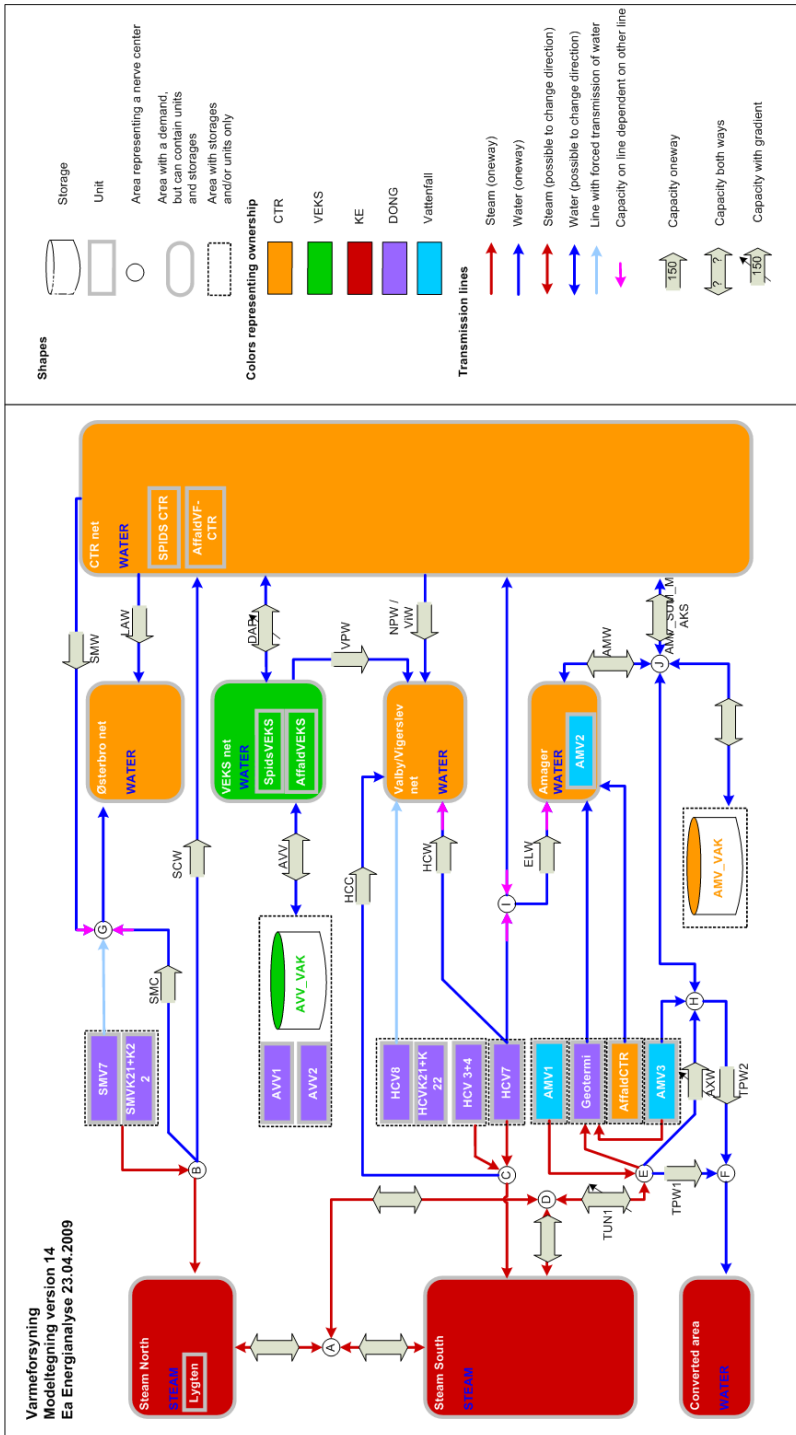 Varmeforsyning
Modeltegning version 14
Ea Energianalyse 23.04.2009
Steam North
STEAM
Lygten
Steam South
STEAM
Converted area
WATER
A
B
C
D
E
F
G
H
I
J
SMV7
SMVK21+K2
2
AVV1
AVV2
AVV_VAK
HCV8
HCVK21+K
22
HCV 3+4
HCV7
AMV1
Geotermi
AffaldCTR
AMV3
AMV_VAK
SMC
SCW
SMW
LAW
AVV
DAR
VPW
HCC
HCW
NPW /
VIW
ELW
AMW
AMV_SUM_M
AKS
TUN1
TPW1
AXW
TPW2
Østerbro net
WATER
VEKS net
WATER
SpidsVEKS
AffaldVEKS
Valby/Vigerslev
net
WATER
Amager
WATER
AMV2
CTR net
WATER
SPIDS CTR
AffaldVF-
CTR
Shapes
Storage
Unit
Area representing a nerve center
Area with a demand,
but can contain units
and storages
Area with storages
and/or units only
Colors representing ownership
CTR
VEKS
KE
DONG
Vattenfall
Transmission lines
Steam (oneway)
Water (oneway)
Steam (possible to change direction)
Water (possible to change direction)
Line with forced transmission of water
Capacity on line dependent on other line
150
Capacity oneway
?
Capacity both ways
150
Capacity with gradient